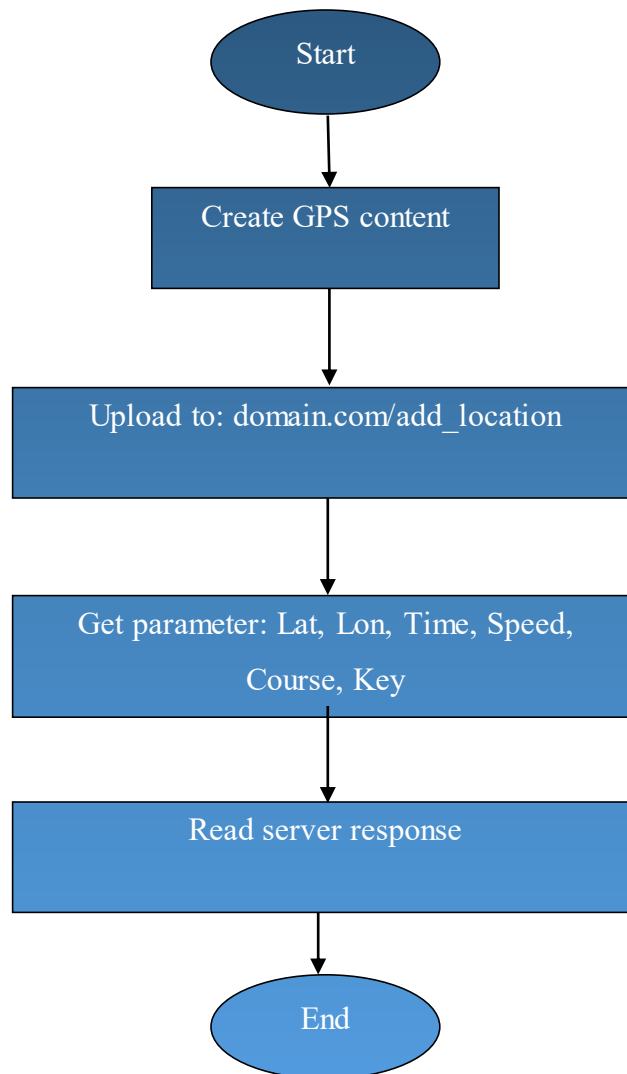 Start
Create GPS content
Upload to: domain.com/add_location
Get parameter: Lat, Lon, Time, Speed,
Course, Key
Read server response
End